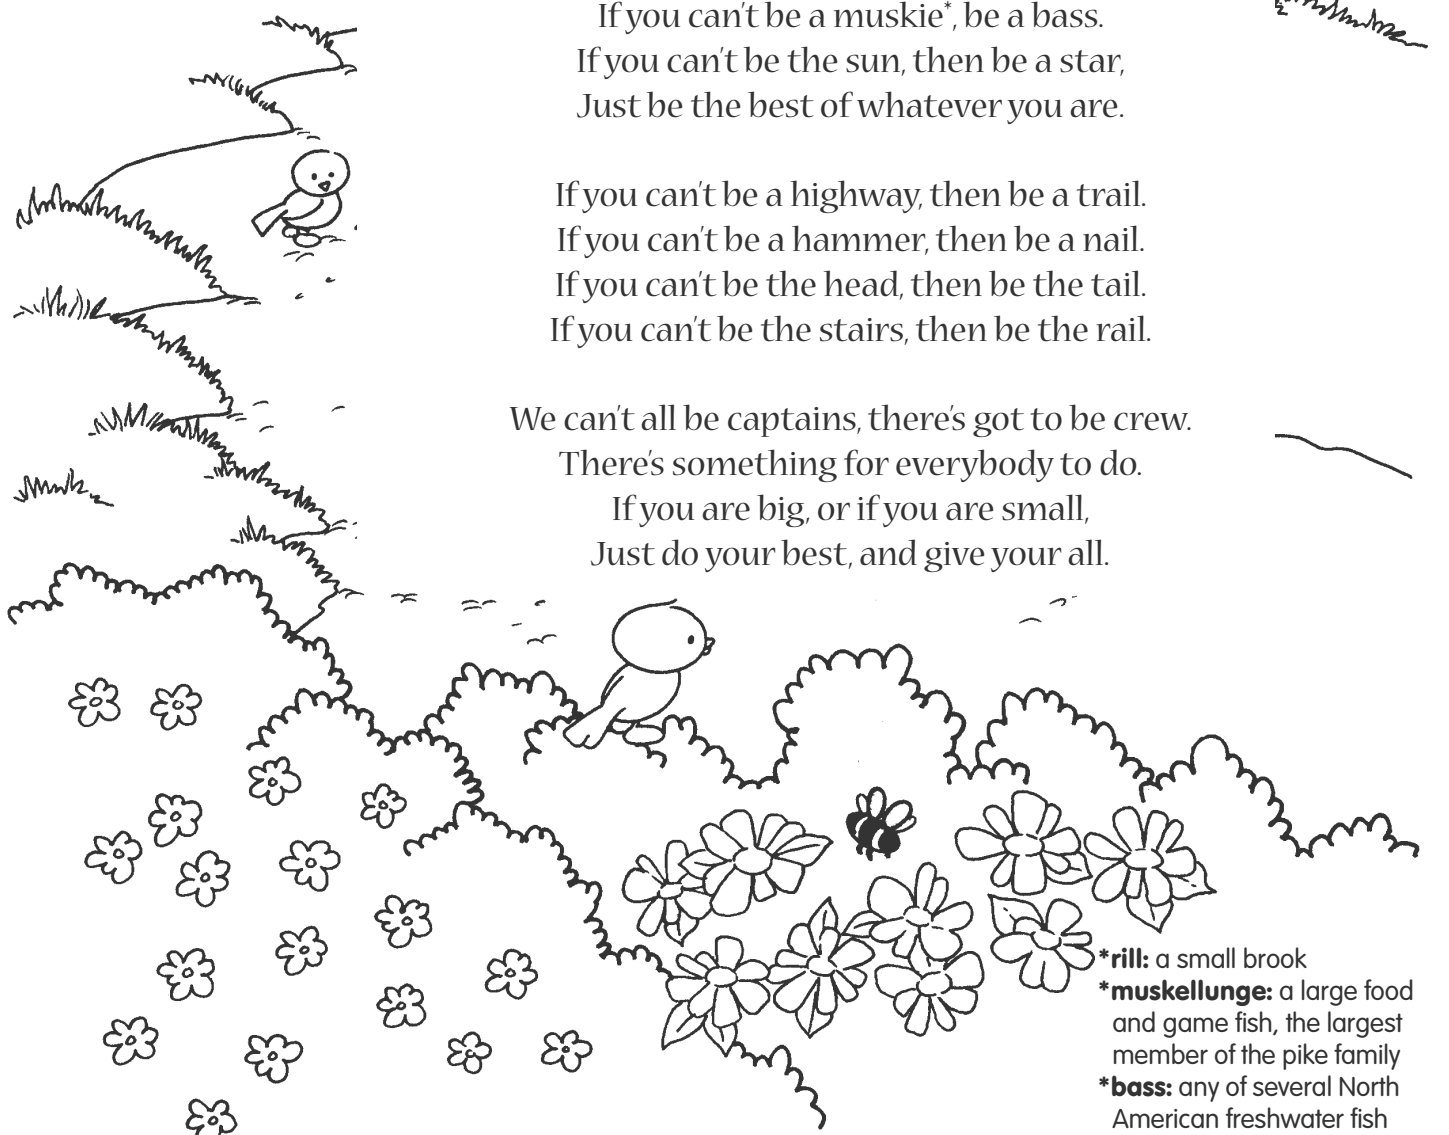 If you can't be a muskie*, be a bass.
If you can't be the sun, then be a star,
Just be the best of whatever you are.
If you can't be a highway, then be a trail.
If you can't be a hammer, then be a nail.
If you can't be the head, then be the tail.
If you can't be the stairs, then be the rail.
We can't all be captains, there's got to be crew.
There's something for everybody to do.
If you are big, or if you are small,
Just do your best, and give your all.
*rill: a small brook
*muskellunge: a large food
and game fish, the largest
member of the pike family
*bass: any of several North
American freshwater fish